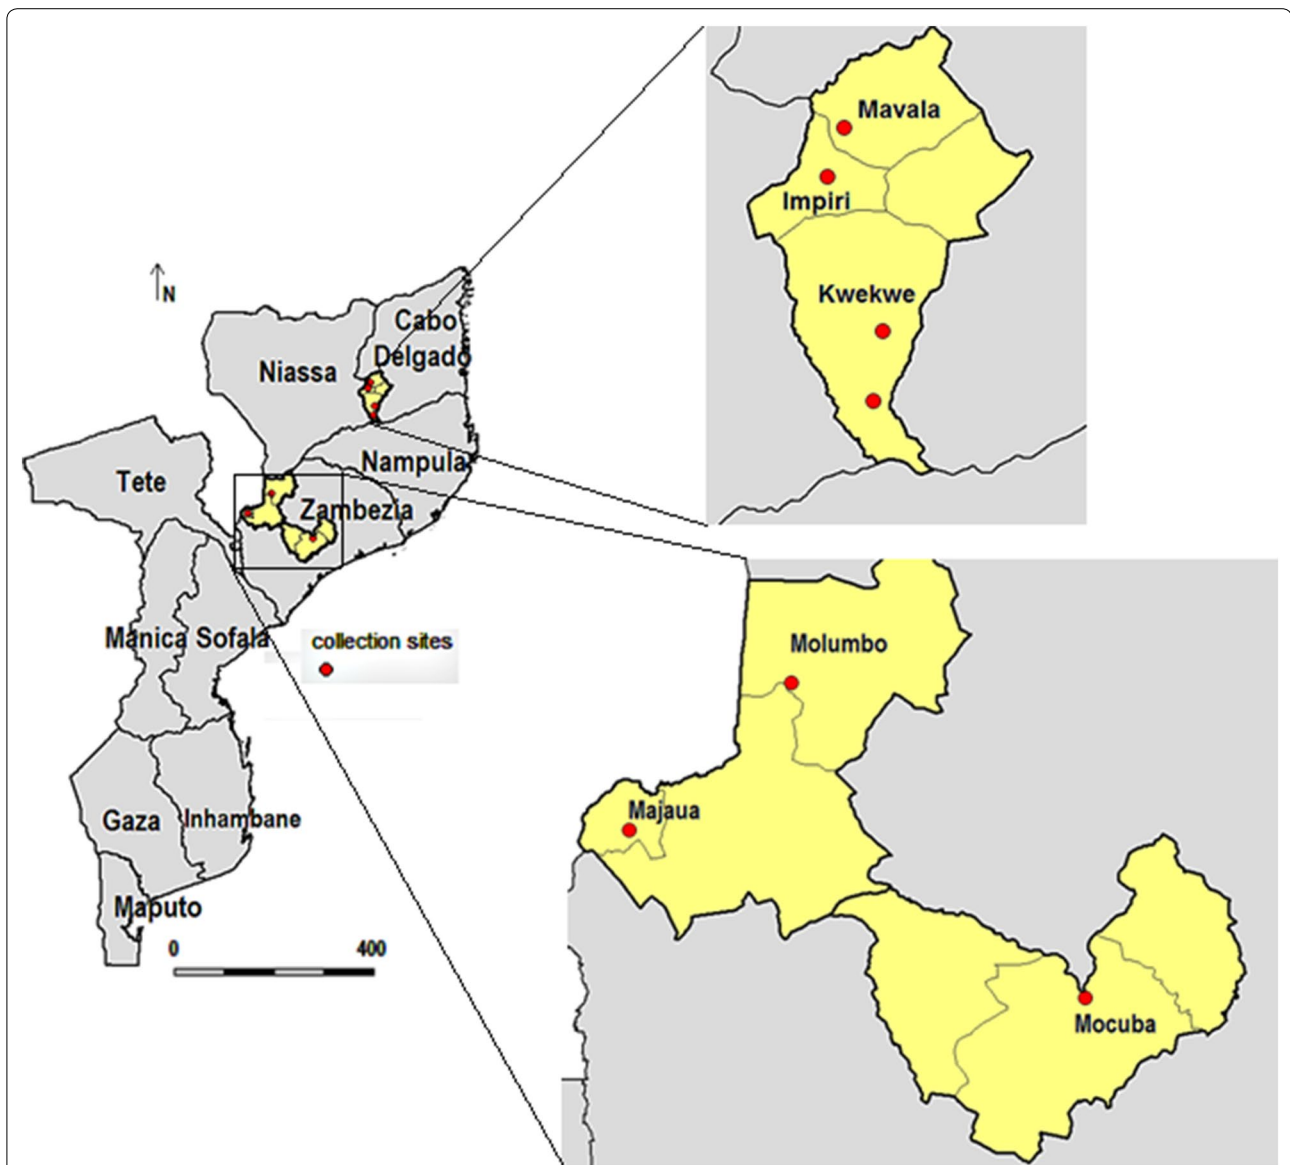 Mavala
Impiri
Kwekwe
N
Cabo
Delgado
Niassa
Nampula
Tete
Zambezia
Manica
Sofala
collection sites
Molumbo
Majaua
Gaza
Inhambane
Maputo
0
400
Mocuba